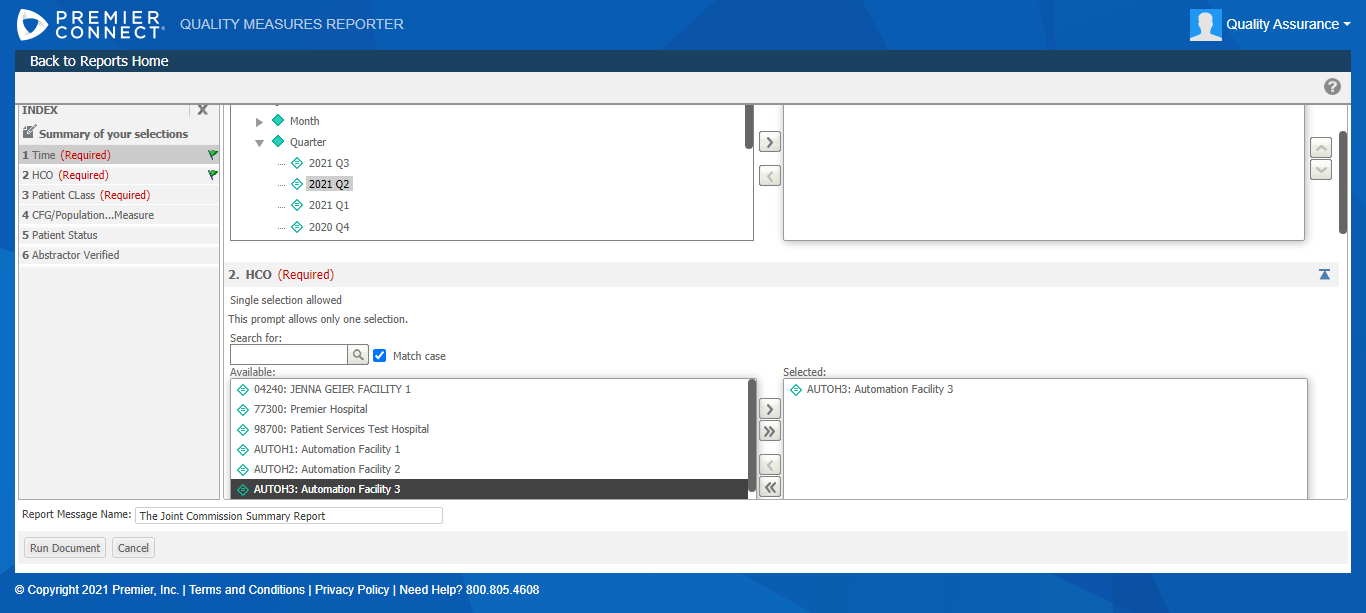 PREMIER CONNECT QUALITY MEASURES REPORTER
Quality Assurance
Back to Reports Home
INDEX
X
Summary of your selections
1 Time (Required)
2 HCO (Required)
3 Patient CLass (Required)
4 CFG/Population...Measure
5 Patient Status
6 Abstractor Verified
Month
Quarter
2021 Q3
2021 Q2
2021 Q1
2020 Q4
2. HCO (Required)
Single selection allowed
This prompt allows only one selection.
Search for:
Match case
Available:
04240: JENNA GEIER FACILITY 1
77300: Premier Hospital
98700: Patient Services Test Hospital
AUTOH1: Automation Facility 1
AUTOH2: Automation Facility 2
AUTOH3: Automation Facility 3
Selected:
AUTOH3: Automation Facility 3
Report Message Name: The Joint Commission Summary Report
Run Document Cancel
© Copyright 2021 Premier, Inc. | Terms and Conditions | Privacy Policy | Need Help? 800.805.4608